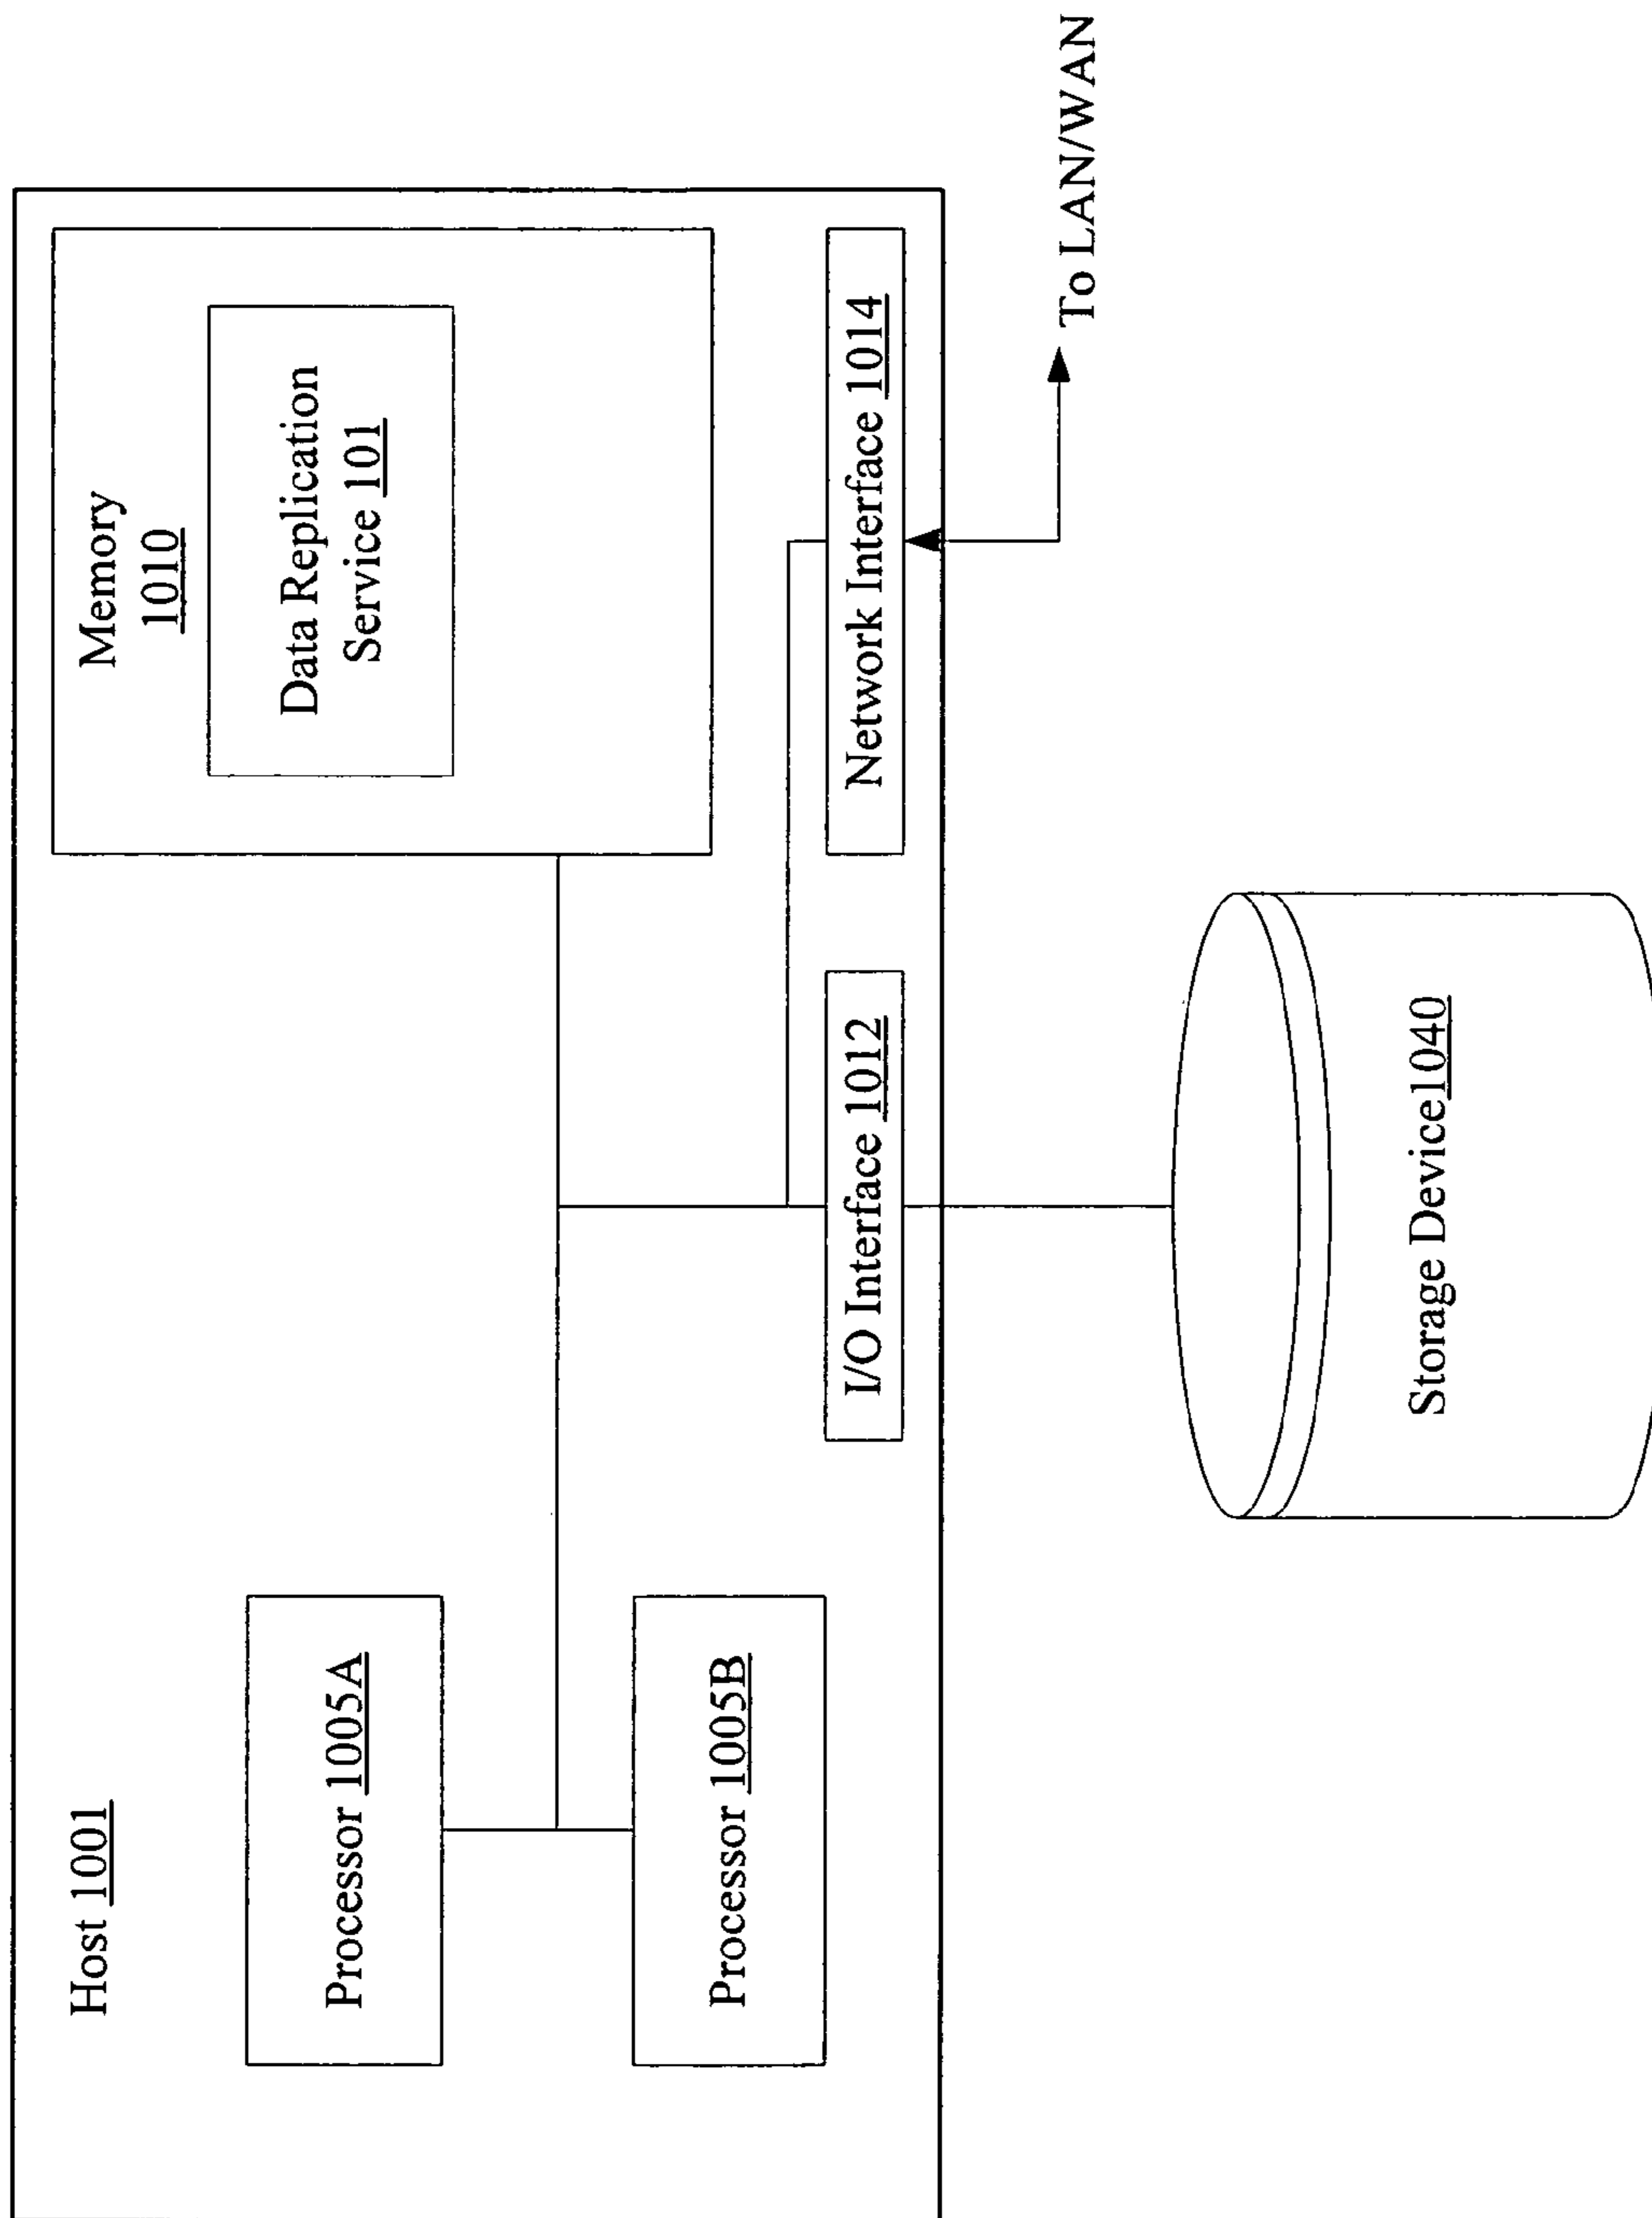 Host 1001
Memory
1010
Data Replication
Service 101
Processor 1005A
Processor 1005B
I/O Interface 1012
Network Interface 1014
To LAN/WAN
Storage Device1040